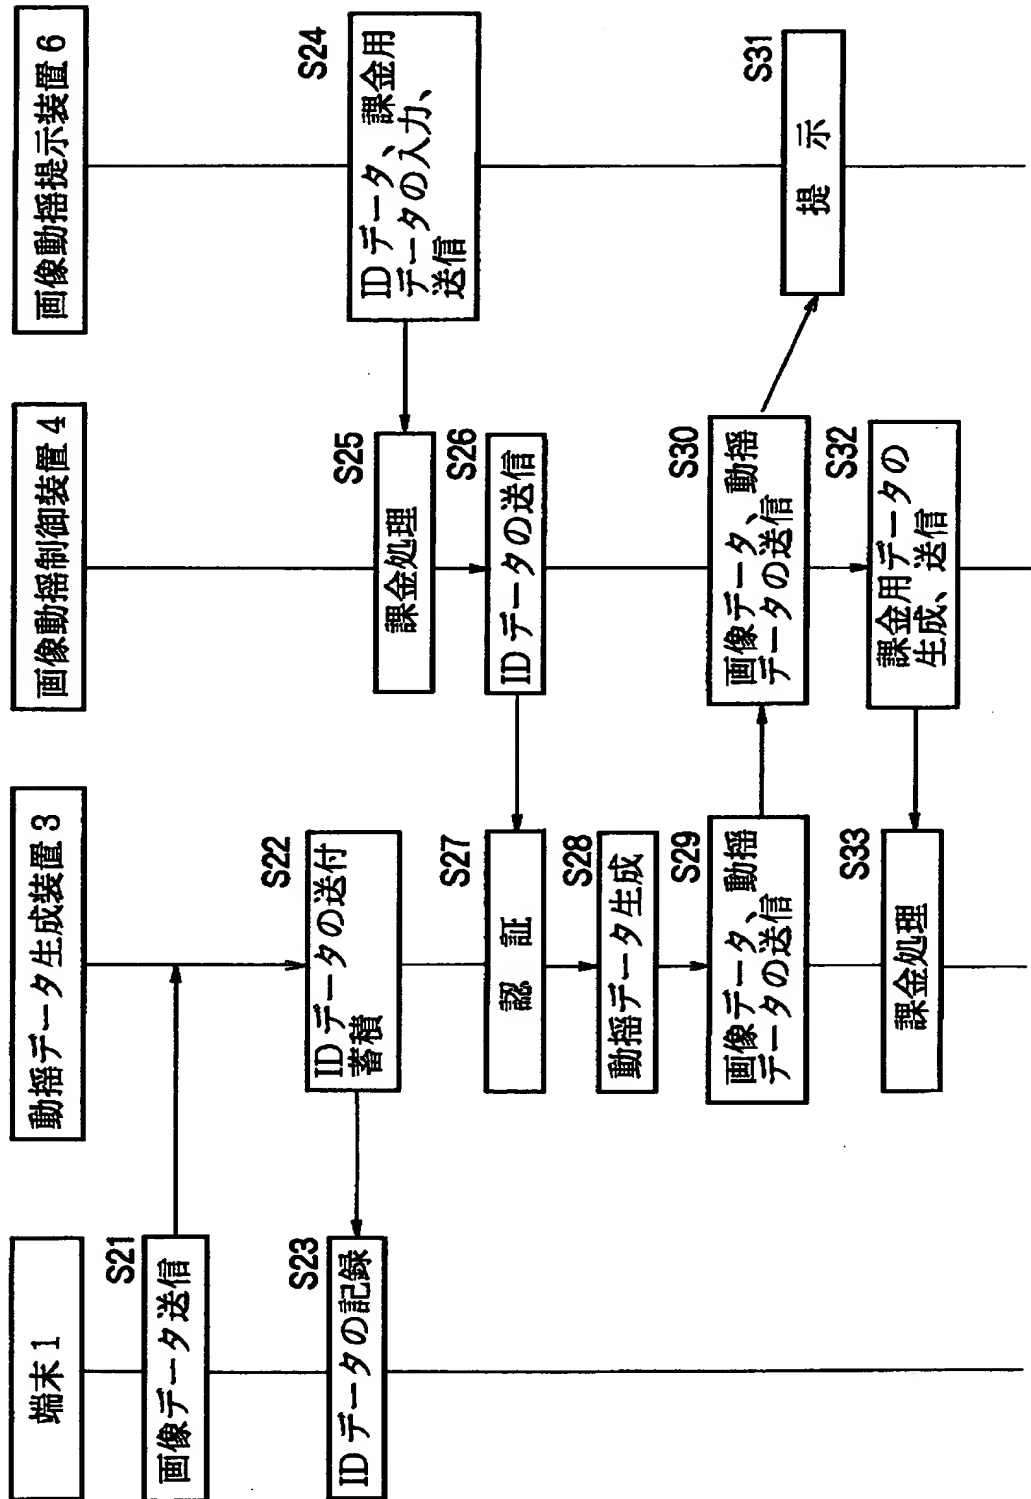 端末1
動揺データ生成装置3
画像動揺制御装置4
画像動揺提示装置6
S21
画像データ送信
S22
IDデータの送付
蓄積
S23
IDデータの記録
S24
IDデータ、課金用
データの入力、
送信
S25
課金処理
S26
IDデータの送信
S27
認 証
S28
動揺データ生成
S29
画像データ、動揺
データの送信
S30
画像データ、動揺
データの送信
S31
提 示
S32
課金用データの
生成、送信
S33
課金処理